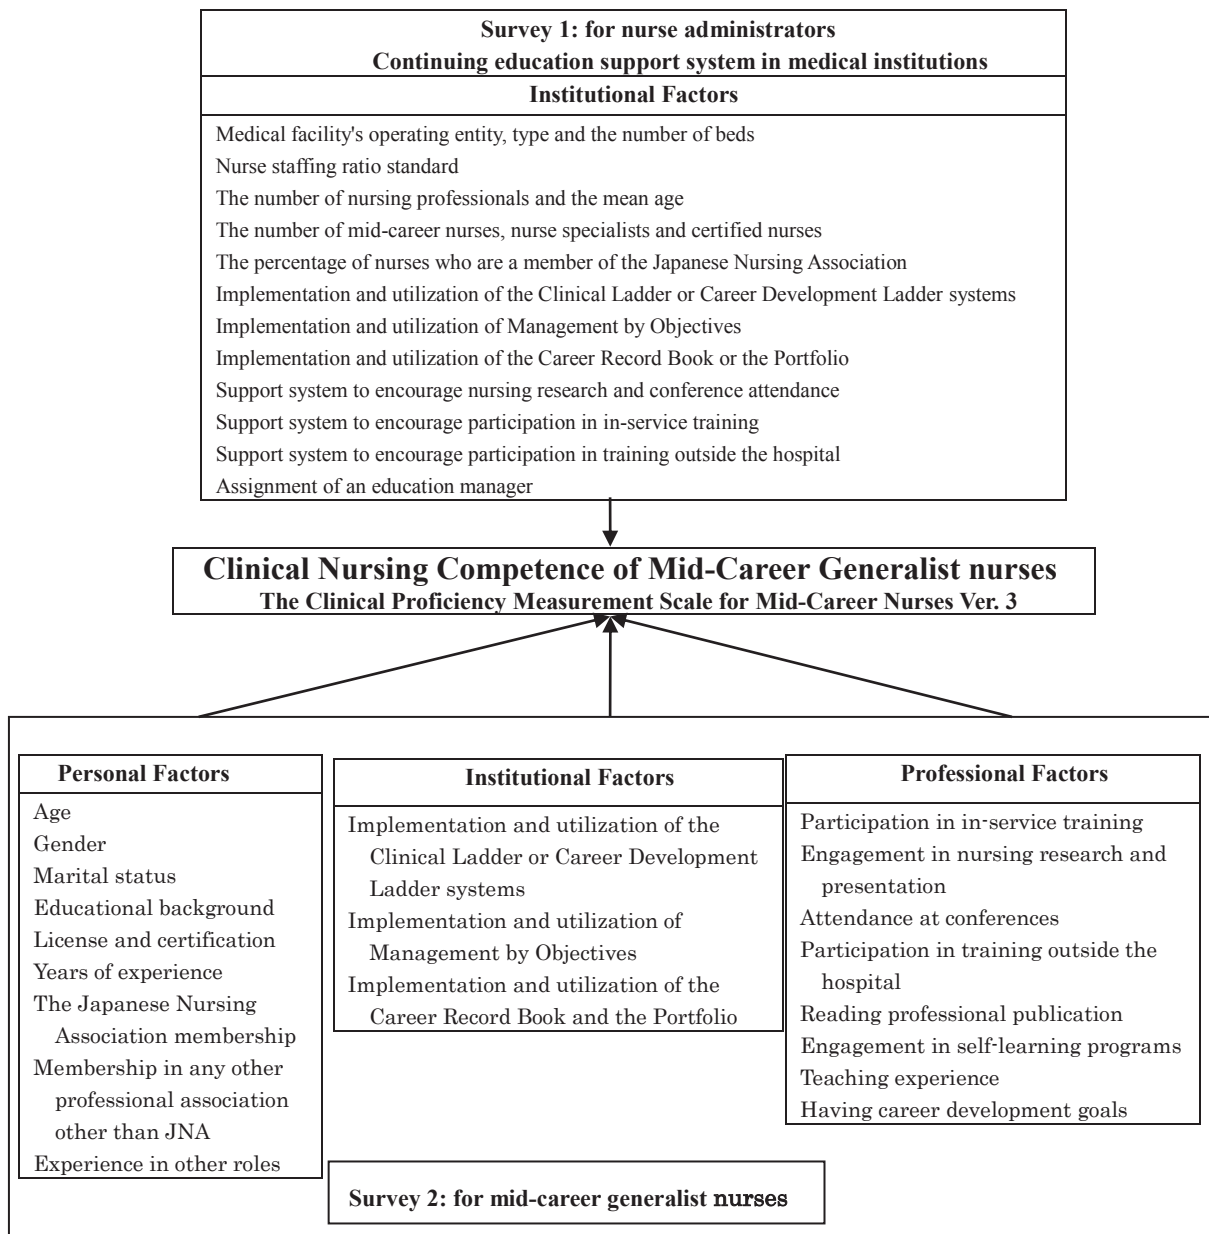 Survey 1: for nurse administrators
Continuing education support system in medical institutions
Institutional Factors
Medical facility's operating entity, type and the number of beds
Nurse staffing ratio standard
The number of nursing professionals and the mean age
The number of mid-career nurses, nurse specialists and certified nurses
The percentage of nurses who are a member of the Japanese Nursing Association
Implementation and utilization of the Clinical Ladder or Career Development Ladder systems
Implementation and utilization of Management by Objectives
Implementation and utilization of the Career Record Book or the Portfolio
Support system to encourage nursing research and conference attendance
Support system to encourage participation in in-service training
Support system to encourage participation in training outside the hospital
Assignment of an education manager
Clinical Nursing Competence of Mid-Career Generalist nurses
The Clinical Proficiency Measurement Scale for Mid-Career Nurses Ver. 3
Personal Factors
Age
Gender
Marital status
Educational background
License and certification
Years of experience
The Japanese Nursing
Association membership
Membership in any other
professional association
other than JNA
Experience in other roles
Institutional Factors
Implementation and utilization of the
Clinical Ladder or Career Development
Ladder systems
Implementation and utilization of
Management by Objectives
Implementation and utilization of the
Career Record Book and the Portfolio
Professional Factors
Participation in in-service training
Engagement in nursing research and
presentation
Attendance at conferences
Participation in training outside the
hospital
Reading professional publication
Engagement in self-learning programs
Teaching experience
Having career development goals
Survey 2: for mid-career generalist nurses